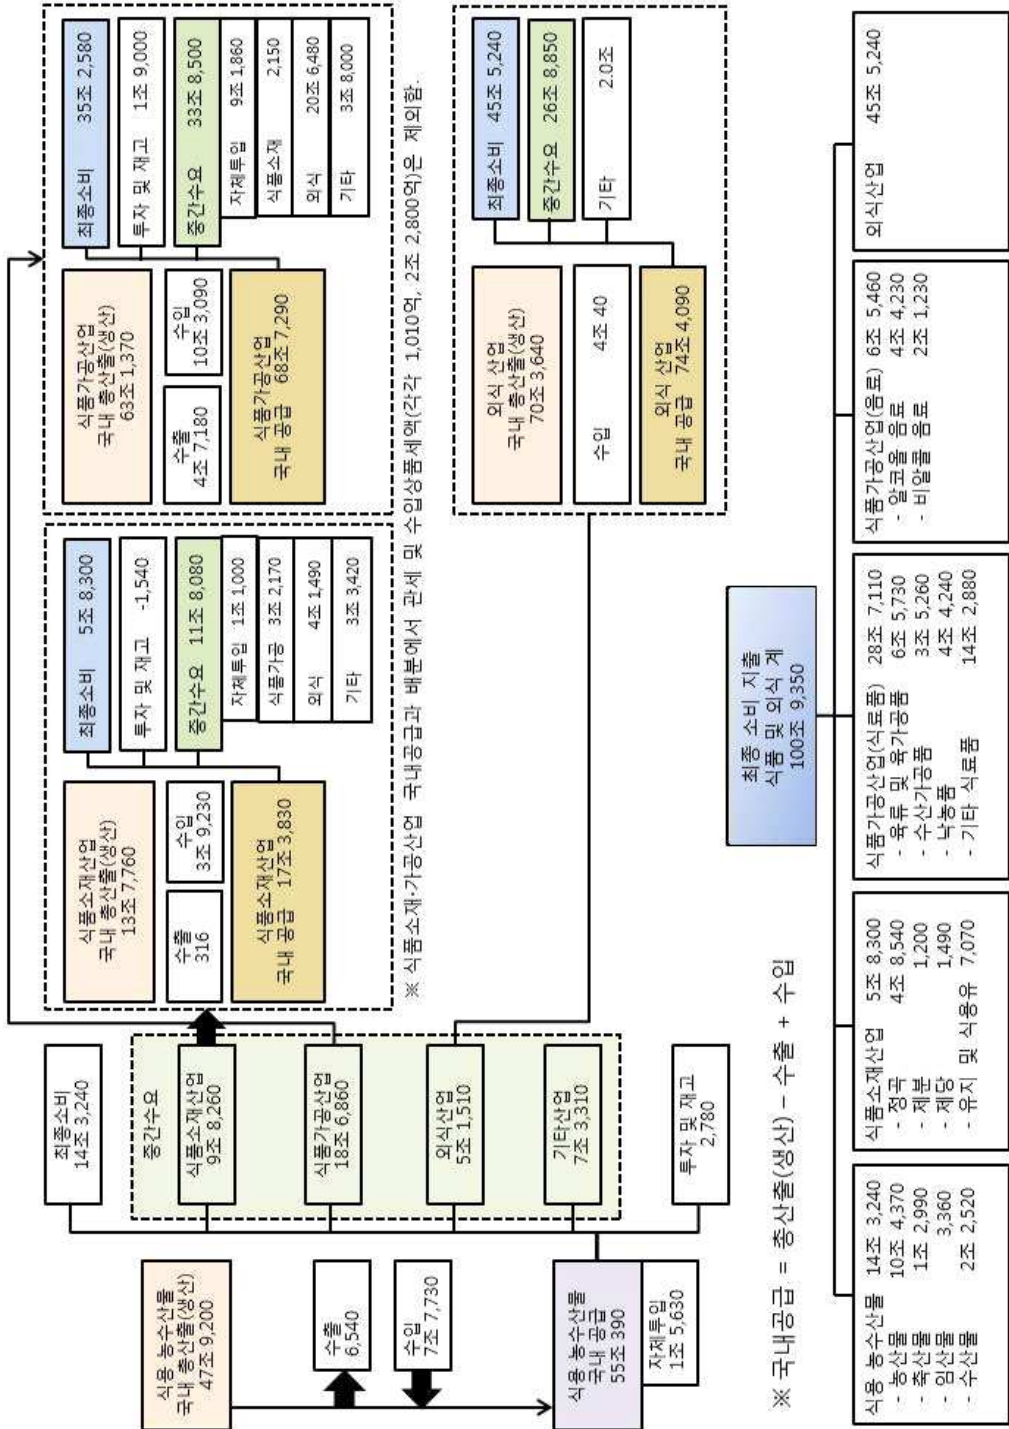 식용 농수산물
국내 총산출(생산)
47조 9,200
수출
6,540
수입
7조 7,730
식용 농수산물
국내 공급
55조 390
자체투입
1조 5,630
최종소비
14조 3,240
중간수요
식품소재산업
9조 8,260
식품가공산업
18조 6,860
외식산업
5조 1,510
기타산업
7조 3,310
투자 및 재고
2,780
식품소재산업
국내 총산출(생산)
13조 7,760
수출
316
수입
3조 9,230
식품소재산업
국내 공급 17조 3,830
최종소비 5조 8,300
투자 및 재고 -1,540
중간수요 11조 8,080
자체투입 1조 1,000
식품가공 3조 2,170
외식 4조 1,490
기타 3조 3,420
식품가공산업
국내 총산출(생산)
63조 1,370
수출
4조 7,180
수입
10조 3,090
식품가공산업
국내 공급 68조 7,290
최종소비 35조 2,580
투자 및 재고 1조 9,000
중간수요 33조 8,500
자체투입 9조 1,860
식품소재 2,150
외식 20조 6,480
기타 3조 8,000
※ 식품소재·가공산업 국내공급과 배분에서 관세 및 수입상품세액(각각 1,010억, 2조 2,800억)은 제외함.
외식 산업
국내 총산출(생산)
70조 3,640
수입 4조 40
외식 산업
국내 공급 74조 4,090
최종소비 45조 5,240
중간수요 26조 8,850
기타 2.0조
※ 국내공급 = 총산출(생산) − 수출 + 수입
최종 소비 지출
식품 및 외식 계
100조 9,350
식용 농수산물 14조 3,240
- 농산물 10조 4,370
- 축산물 1조 2,990
- 임산물 3,360
- 수산물 2조 2,520
식품소재산업 5조 8,300
- 정곡 4조 8,540
- 제분 1,200
- 제당 1,490
- 유지 및 식용유 7,070
식품가공산업(식료품) 28조 7,110
- 육류 및 육가공품 6조 5,730
- 수산가공품 3조 5,260
- 낙농품 4조 4,240
- 기타 식료품 14조 2,880
식품가공산업(음료) 6조 5,460
- 알코올 음료 4조 4,230
- 비알콜 음료 2조 1,230
외식산업 45조 5,240